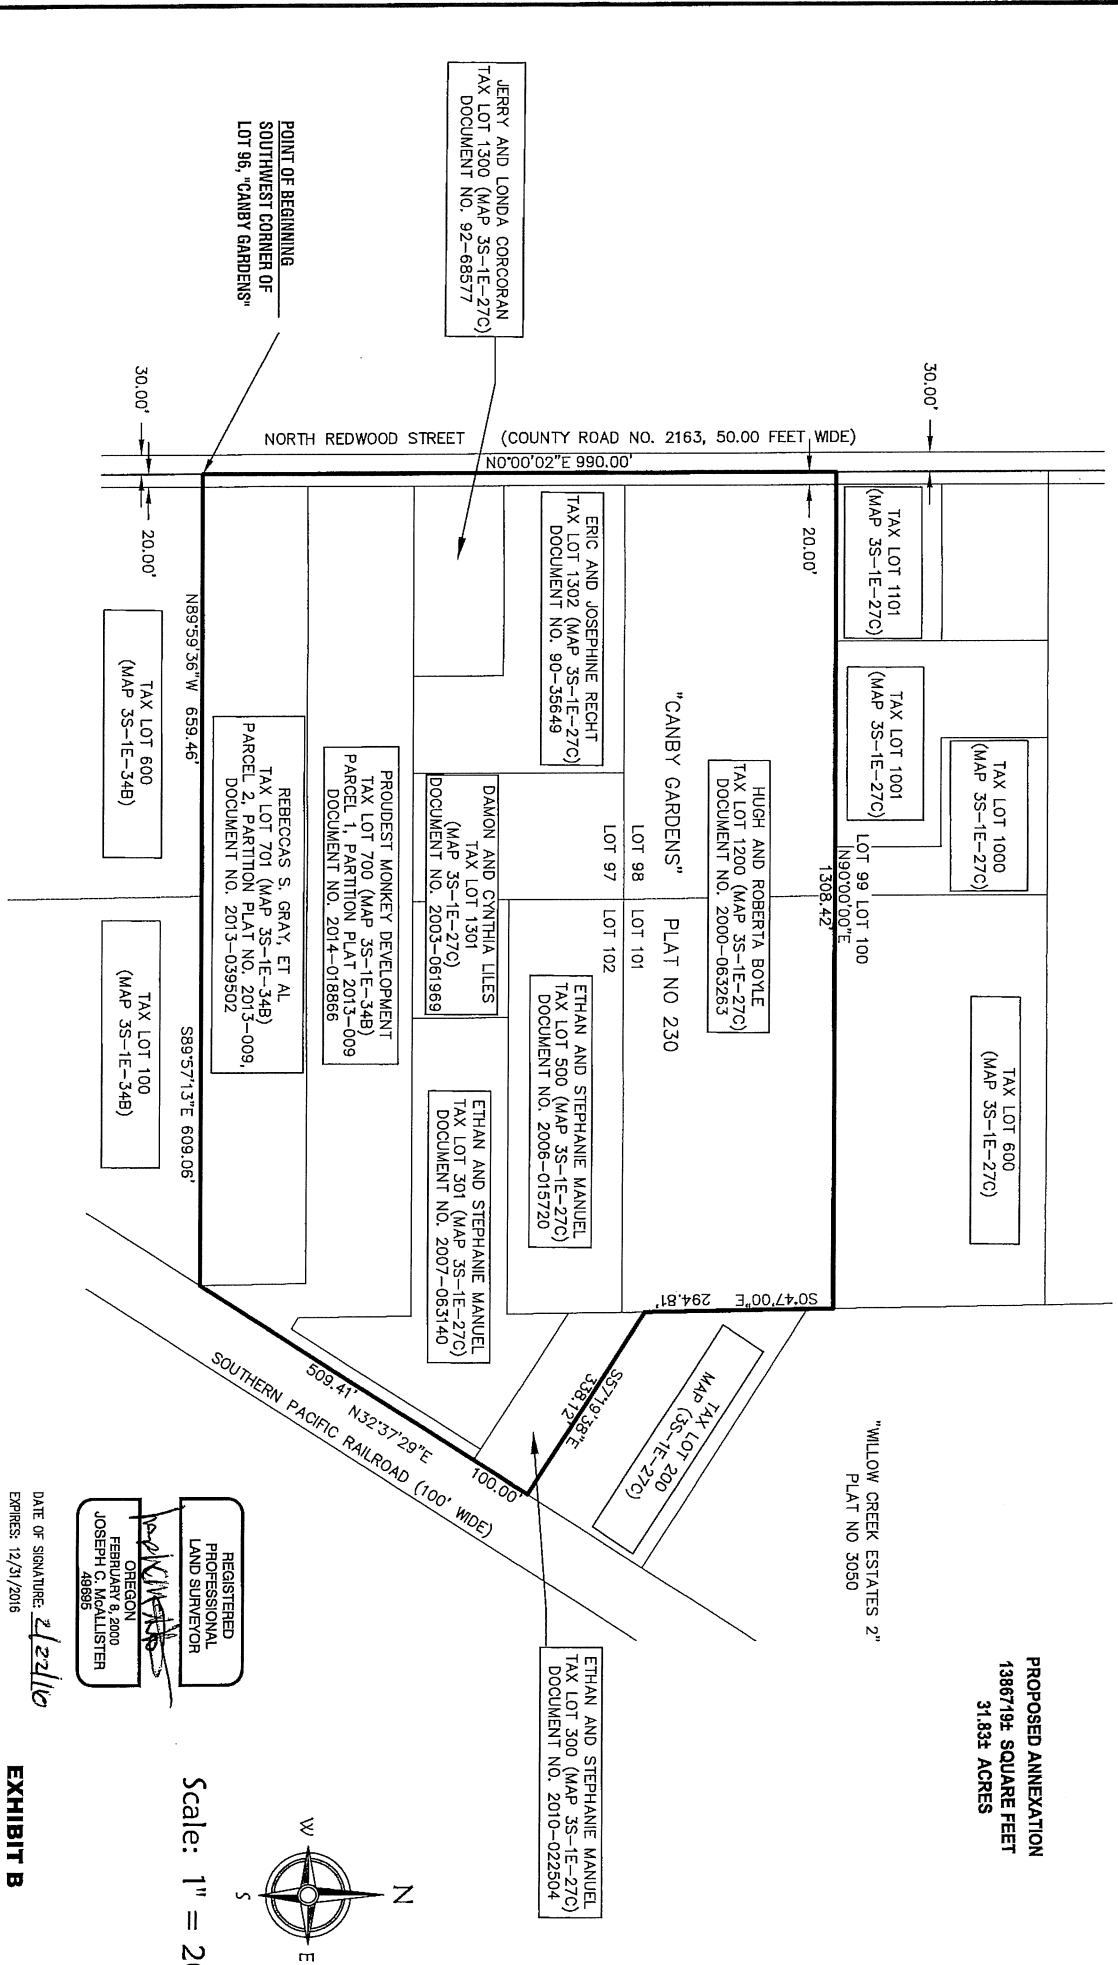 PROPOSED ANNEXATION
1386719± SQUARE FEET
31.83± ACRES
"WILLOW CREEK ESTATES 2"
PLAT NO 3050
JERRY AND LONDA CORCORAN
TAX LOT 1300 (MAP 3S-1E-27C)
DOCUMENT NO. 92-68577
POINT OF BEGINNING
SOUTHWEST CORNER OF
LOT 96, "CANBY GARDENS"
30.00'
30.00'
NORTH REDWOOD STREET (COUNTY ROAD NO. 2163, 50.00 FEET WIDE)
N0°00'02"E 990.00'
20.00'
20.00'
TAX LOT 1101
(MAP 3S-1E-27C)
TAX LOT 1001
(MAP 3S-1E-27C)
TAX LOT 1000
(MAP 3S-1E-27C)
TAX LOT 600
(MAP 3S-1E-27C)
LOT 99 LOT 100
N90°00'00"E
1308.42'
HUGH AND ROBERTA BOYLE
TAX LOT 1200 (MAP 3S-1E-27C)
DOCUMENT NO. 2000-063263
"CANBY GARDENS" PLAT NO 230
LOT 98 LOT 101
LOT 97 LOT 102
ERIC AND JOSEPHINE RECHT
TAX LOT 1302 (MAP 3S-1E-27C)
DOCUMENT NO. 90-35649
ETHAN AND STEPHANIE MANUEL
TAX LOT 500 (MAP 3S-1E-27C)
DOCUMENT NO. 2006-015720
DAMON AND CYNTHIA LILES
TAX LOT 1301
(MAP 3S-1E-27C)
DOCUMENT NO. 2003-061969
ETHAN AND STEPHANIE MANUEL
TAX LOT 301 (MAP 3S-1E-27C)
DOCUMENT NO. 2007-063140
PROUDEST MONKEY DEVELOPMENT
TAX LOT 700 (MAP 3S-1E-34B)
PARCEL 1, PARTITION PLAT 2013-009
DOCUMENT NO. 2014-018866
REBECCAS S. GRAY, ET AL
TAX LOT 701 (MAP 3S-1E-34B)
PARCEL 2, PARTITION PLAT NO. 2013-009,
DOCUMENT NO. 2013-039502
N89°59'36"W 659.46'
S89°57'13"E 609.06'
TAX LOT 600
(MAP 3S-1E-34B)
TAX LOT 100
(MAP 3S-1E-34B)
S0°47'00"E 294.81'
S57°19'38"E
338.12'
TAX LOT 200
MAP (3S-1E-27C)
509.41' N32°37'29"E 100.00'
SOUTHERN PACIFIC RAILROAD (100' WIDE)
ETHAN AND STEPHANIE MANUEL
TAX LOT 300 (MAP 3S-1E-27C)
DOCUMENT NO. 2010-022504
REGISTERED
PROFESSIONAL
LAND SURVEYOR
OREGON
FEBRUARY 8, 2000
JOSEPH C. McALLISTER
49695
DATE OF SIGNATURE: 2/22/16
EXPIRES: 12/31/2016
N
W
E
S
Scale: 1" =
EXHIBIT B